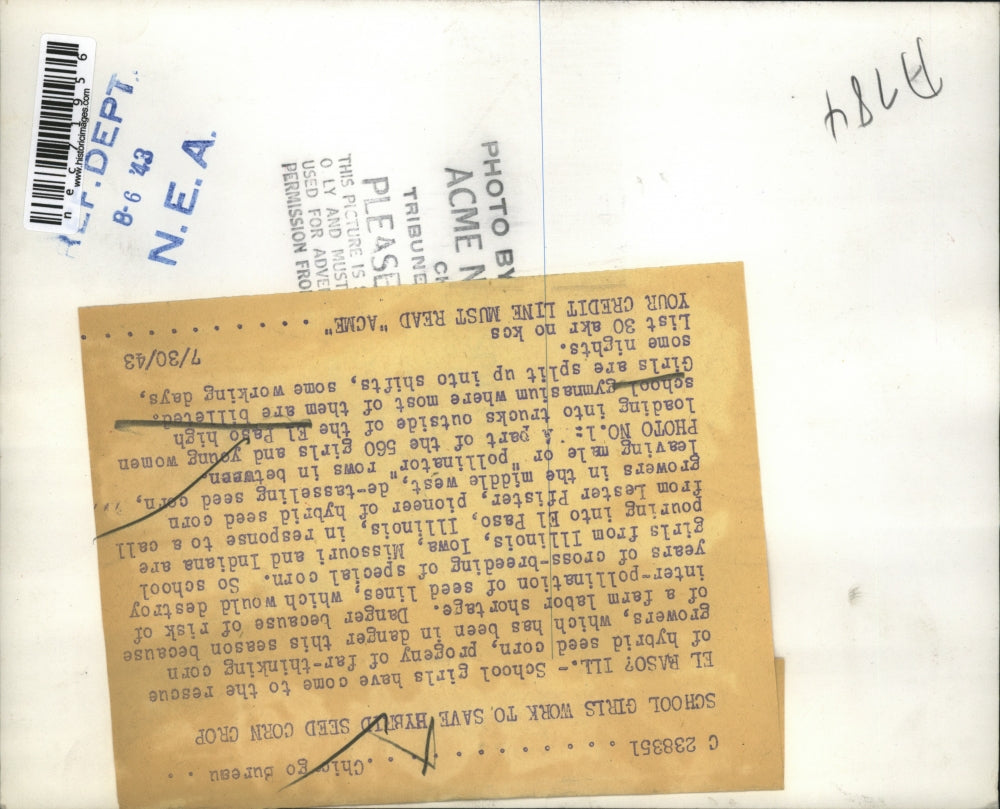 C 238351 . . . . . . . . . . . Chicago Bureau . .
SCHOOL GIRLS WORK TO SAVE HYBRID SEED CORN CROP
EL RASO? ILL. - School girls have come to the rescue
of hybrid seed corn, progeny of far-thinking corn
growers, which has been in danger this season because
of a farm labor shortage. Danger because of risk of
inter-pollination of seed lines, which would destroy
years of cross-breeding of special corn. So school
girls from Illinois, Iowa, Missouri and Indiana are
pouring into El Paso, Illinois, in response to a call
from Lester Pfister, pioneer of hybrid seed corn
growers in the middle west, de-tasseling seed corn,
leaving male or "pollinator," rows in between.
PHOTO NO.1: A part of the 560 girls and young women
loading into trucks outside of the El Paso high
school gymnasium where most of them are billeted.
Girls are split up into shifts, some working days,
some nights.
List 30 akr no kcs 7/30/43
YOUR CREDIT LINE MUST READ "ACME" . . . . . . . . . .
PHOTO BY
ACME N
TRIBUNE
CH
PLEASE
THIS PICTURE IS
O LY AND MUST
USED FOR ADVE
PERMISSION FRO
REF. DEPT.
8-6 '43
N. E. A.
nec71956
www.historicimages.com